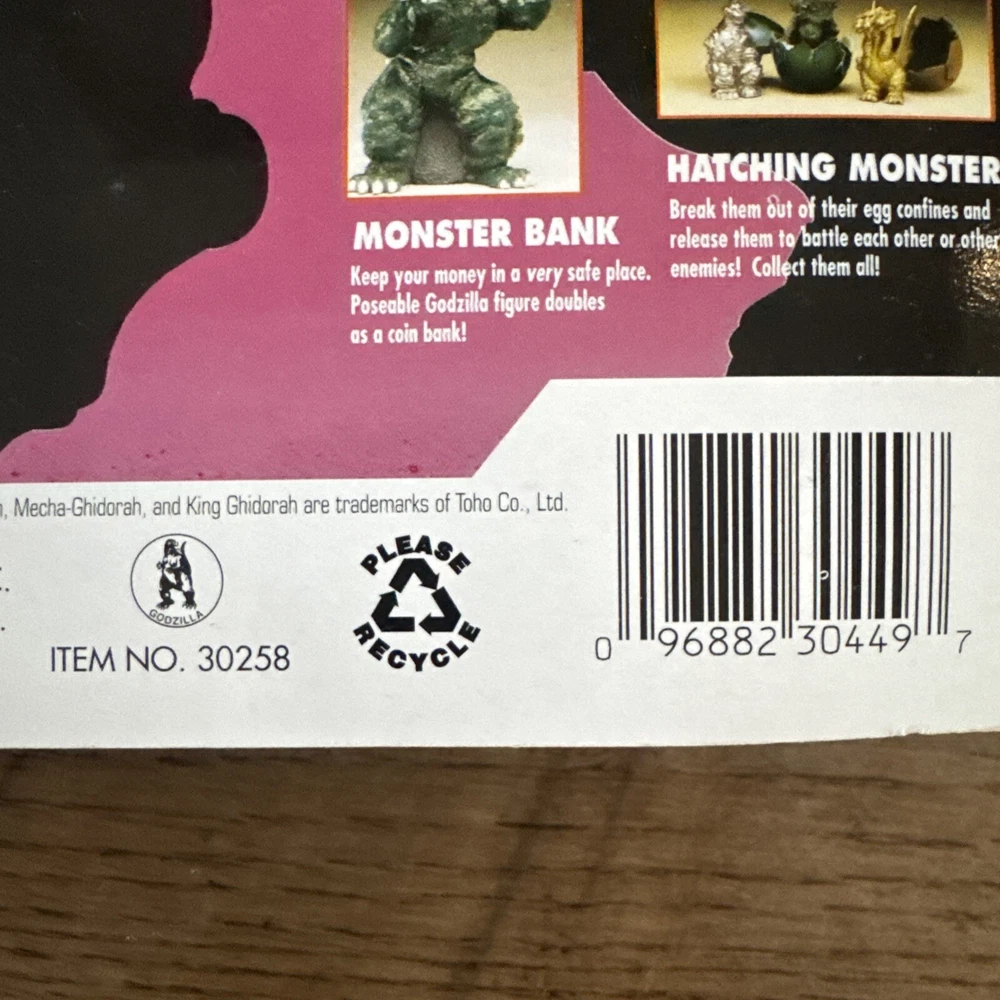 MONSTER BANK
Keep your money in a very safe place.
Poseable Godzilla figure doubles
as a coin bank!
HATCHING MONSTER
Break them out of their egg confines and
release them to battle each other or other
enemies! Collect them all!
, Mecha-Ghidorah, and King Ghidorah are trademarks of Toho Co., Ltd.
GODZILLA
ITEM NO. 30258
PLEASE
RECYCLE
0 96882 30449 7